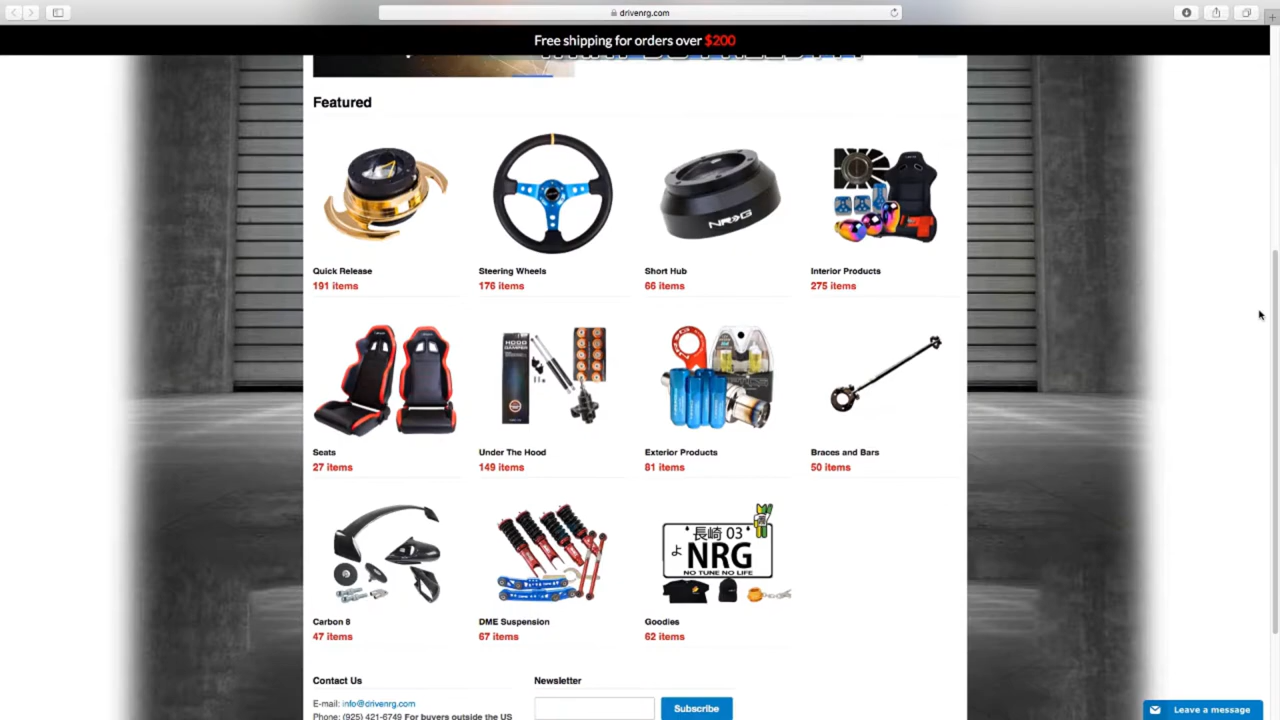 drivenrg.com
Free shipping for orders over $200
Featured
NRG
Quick Release
191 items
Steering Wheels
176 items
Short Hub
66 items
Interior Products
275 items
HOOD
DAMPER
Seats
27 items
Under The Hood
149 items
Exterior Products
81 items
Braces and Bars
50 items
長崎 03
よ NRG
NO TUNE NO LIFE
Carbon 8
47 items
DME Suspension
67 items
Goodies
62 items
Contact Us
Newsletter
E-mail: info@drivenrg.com
Phone: (925) 421-6749 For buyers outside the US
Subscribe
Leave a message